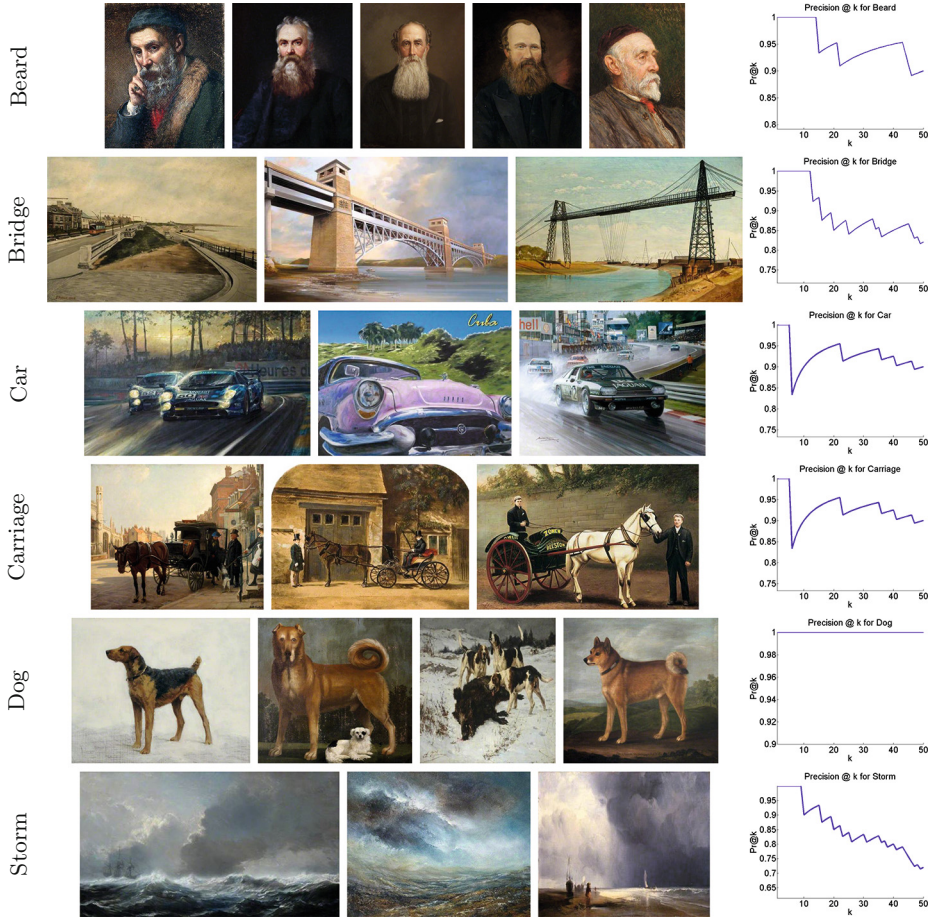 Beard
Precision @ k for Beard
Pr@k
1
0.95
0.9
0.85
0.8
10 20 30 40 50
k
Bridge
Precision @ k for Bridge
Pr@k
1
0.95
0.9
0.85
0.8
0.75
10 20 30 40 50
k
Car
Cuba
hell
Heures d
Precision @ k for Car
Pr@k
1
0.95
0.9
0.85
0.8
0.75
10 20 30 40 50
k
Carriage
Precision @ k for Carriage
Pr@k
1
0.95
0.9
0.85
0.8
0.75
10 20 30 40 50
k
Dog
Precision @ k for Dog
Pr@k
1
0.98
0.96
0.94
0.92
0.9
10 20 30 40 50
k
Storm
Precision @ k for Storm
Pr@k
0.95
0.9
0.85
0.8
0.75
0.7
0.65
10 20 30 40 50
k